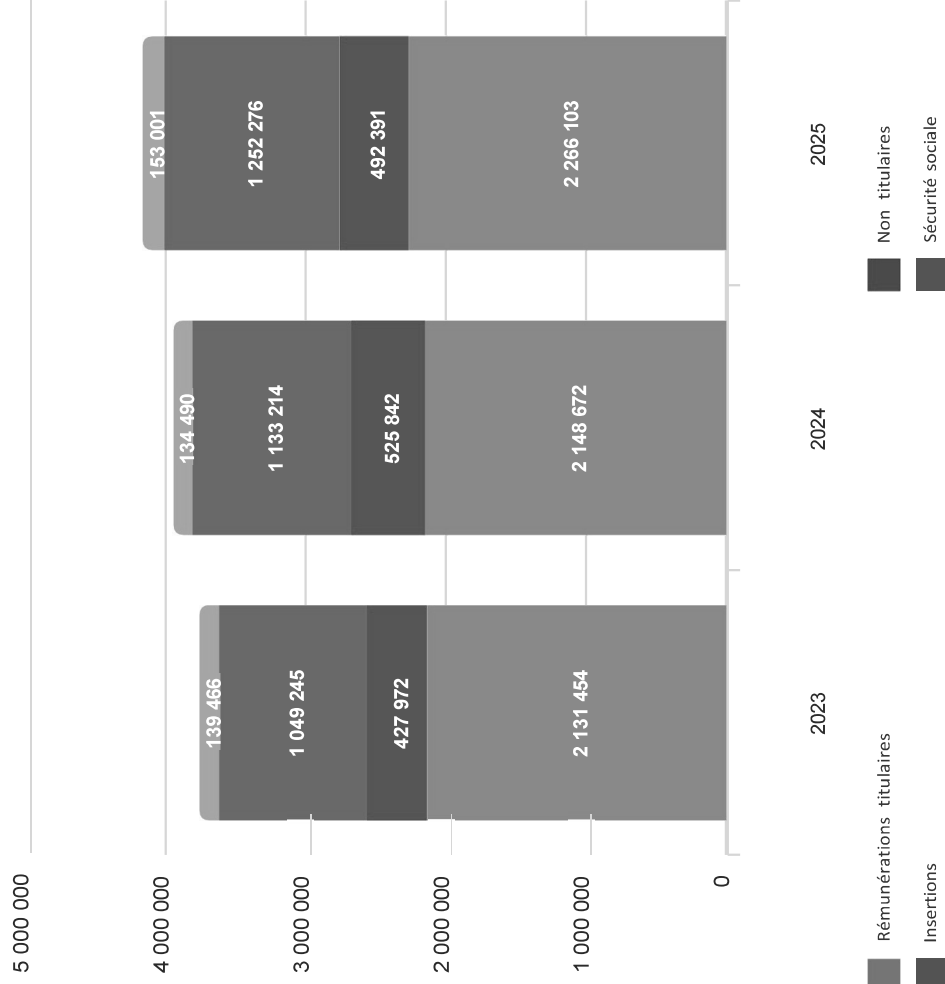 5 000 000
4 000 000
3 000 000
2 000 000
1 000 000
0
139 466
1 049 245
427 972
2 131 454
134 490
1 133 214
525 842
2 148 672
153 001
1 252 276
492 391
2 266 103
2023
2024
2025
Rémunérations titulaires
Non titulaires
Insertions
Sécurité sociale